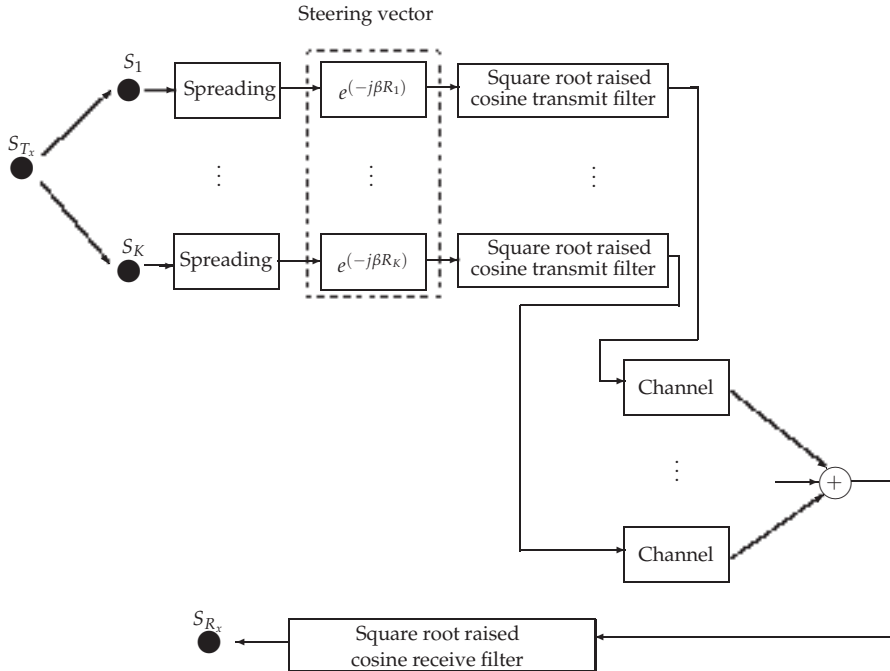 Steering vector
S_1
Spreading
e^{(-jβR_1)}
Square root raised
cosine transmit filter
S_{T_x}
⋮ ⋮ ⋮
S_K
Spreading
e^{(-jβR_K)}
Square root raised
cosine transmit filter
Channel
⋮
+
Channel
S_{R_x}
Square root raised
cosine receive filter